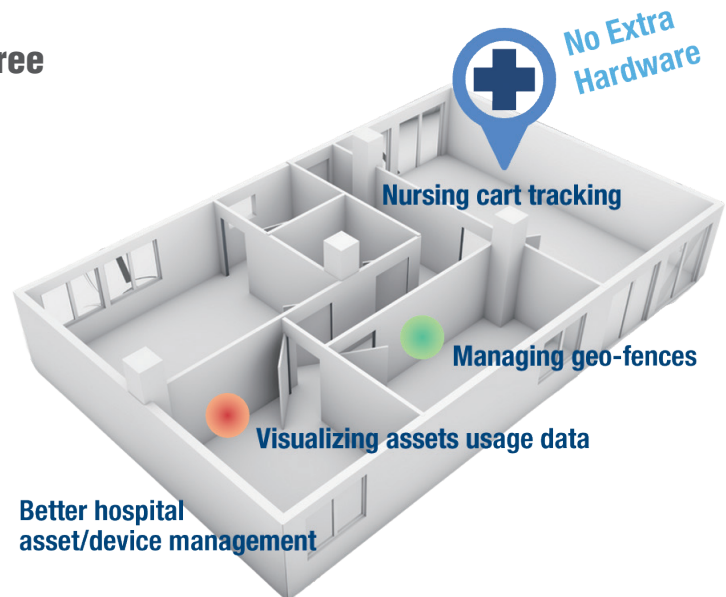 ree
No Extra
Hardware
Nursing cart tracking
Managing geo-fences
Visualizing assets usage data
Better hospital
asset/device management